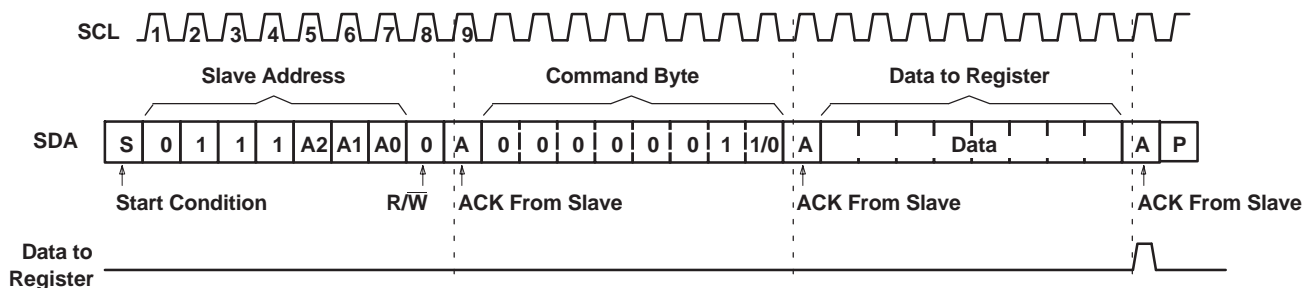 SCL 1 2 3 4 5 6 7 8 9
Slave Address Command Byte Data to Register
SDA S 0 1 1 1 A2 A1 A0 0 A 0 0 0 0 0 0 1 1/0 A Data A P
Start Condition R/W ACK From Slave ACK From Slave ACK From Slave
Data to
Register